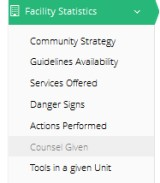 Facility Statistics
Community Strategy
Guidelines Availability
Services Offered
Danger Signs
Actions Performed
Counsel Given
Tools in a given Unit